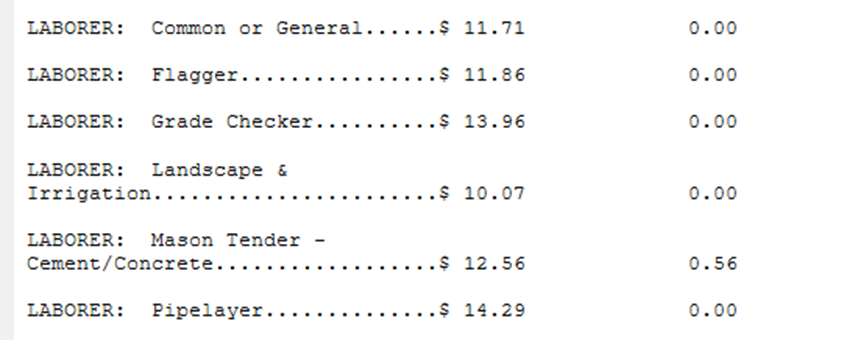 LABORER:  Common or General......$ 11.71             0.00
LABORER:  Flagger................$ 11.86             0.00
LABORER:  Grade Checker..........$ 13.96             0.00
LABORER:  Landscape &
Irrigation.......................$ 10.07             0.00
LABORER:  Mason Tender -
Cement/Concrete..................$ 12.56             0.56
LABORER:  Pipelayer..............$ 14.29             0.00